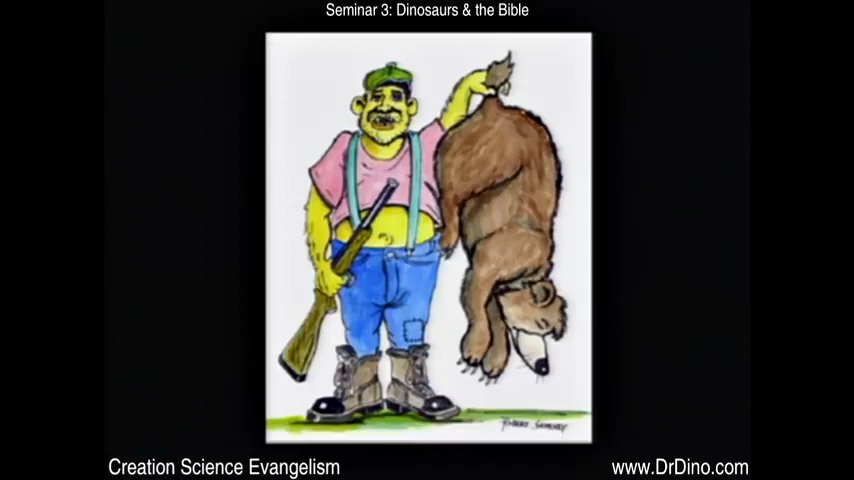 Seminar 3: Dinosaurs & the Bible
Creation Science Evangelism
www.DrDino.com